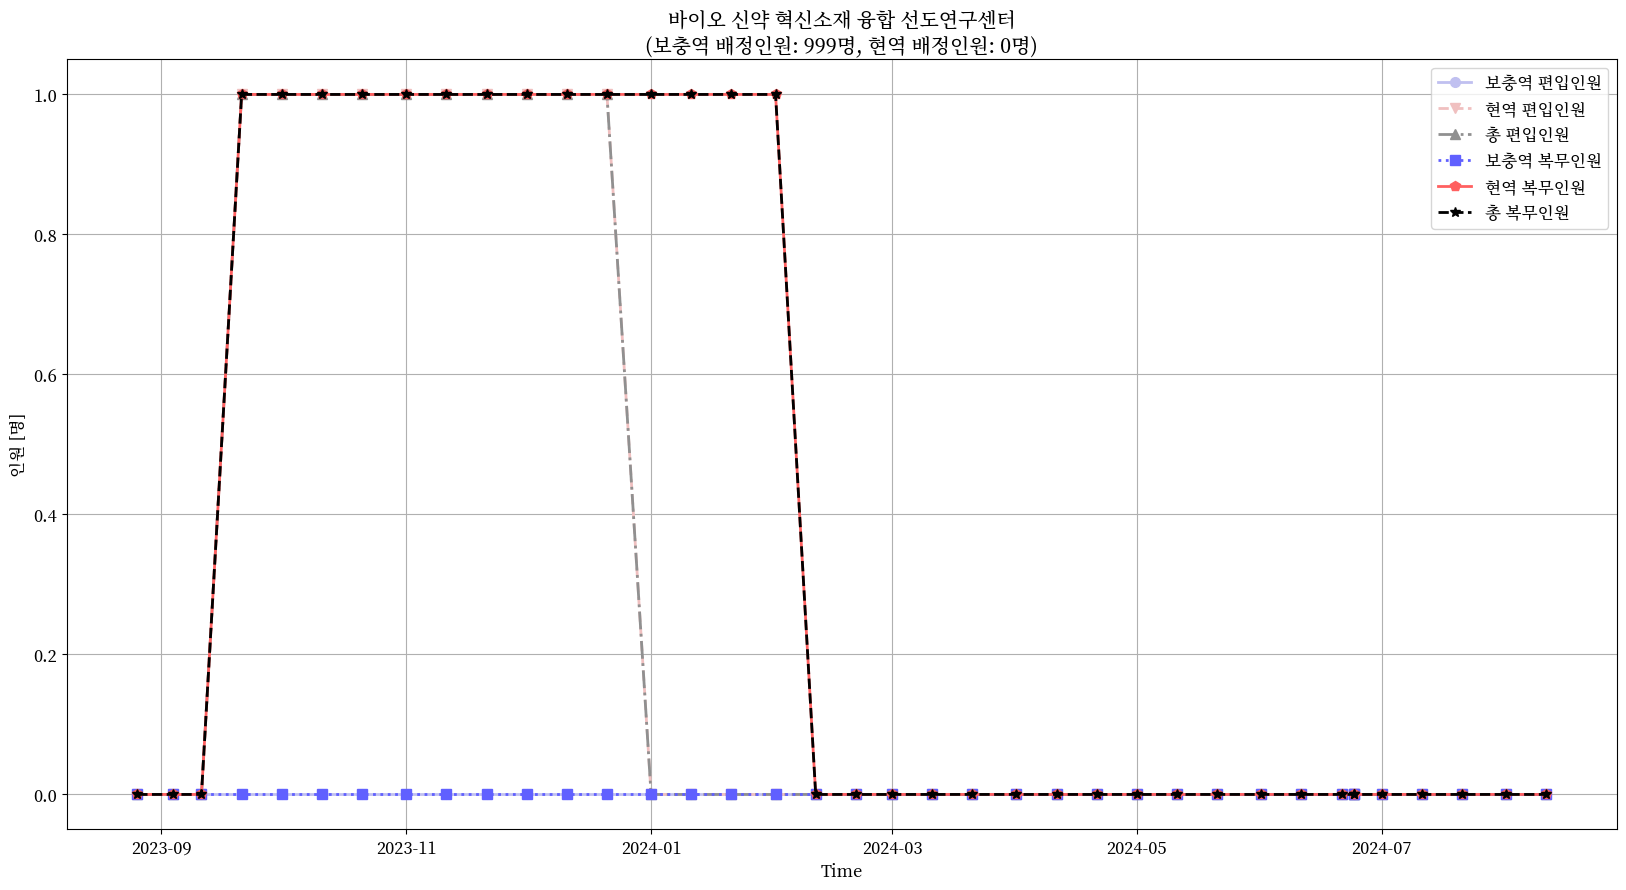 바이오 신약 혁신소재 융합 선도연구센터
(보충역 배정인원: 999명, 현역 배정인원: 0명)
보충역 편입인원
현역 편입인원
총 편입인원
보충역 복무인원
현역 복무인원
총 복무인원
인원 [명]
1.0
0.8
0.6
0.4
0.2
0.0
2023-09
2023-11
2024-01
2024-03
2024-05
2024-07
Time